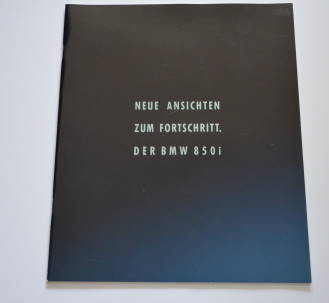 NEUE ANSICHTEN
ZUM FORTSCHRITT.
DER BMW 850i